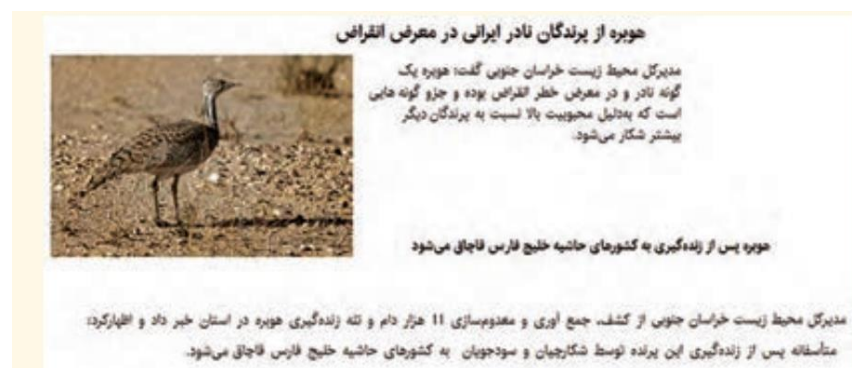 هوبره از پرندگان نادر ایرانی در معرض انقراض
مدیرکل محیط زیست خراسان جنوبی گفت: هوبره یک
گونه نادر و در معرض خطر انقراض بوده و جزو گونه هایی
است که به‌دلیل محبوبیت بالا نسبت به پرندگان دیگر
بیشتر شکار می‌شود.
هوبره پس از زنده‌گیری به کشورهای حاشیه خلیج فارس قاچاق می‌شود
مدیرکل محیط زیست خراسان جنوبی از کشف، جمع آوری و معدوم‌سازی 11 هزار دام و تله زنده‌گیری هوبره در استان خبر داد و اظهارکرد:
متأسفانه پس از زنده‌گیری این پرنده توسط شکارچیان و سودجویان به کشورهای حاشیه خلیج فارس قاچاق می‌شود.